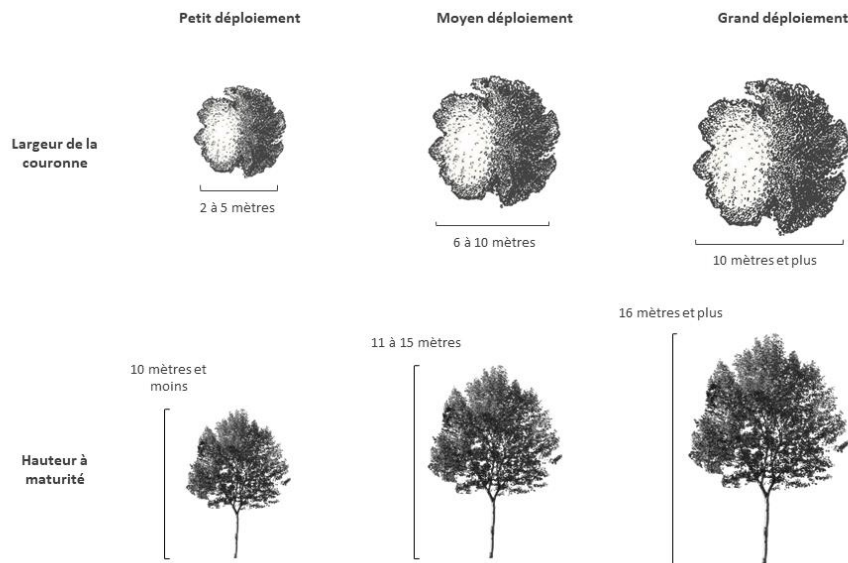 Petit déploiement
Moyen déploiement
Grand déploiement
Largeur de la
couronne
2 à 5 mètres
6 à 10 mètres
10 mètres et plus
Hauteur à
maturité
10 mètres et
moins
11 à 15 mètres
16 mètres et plus